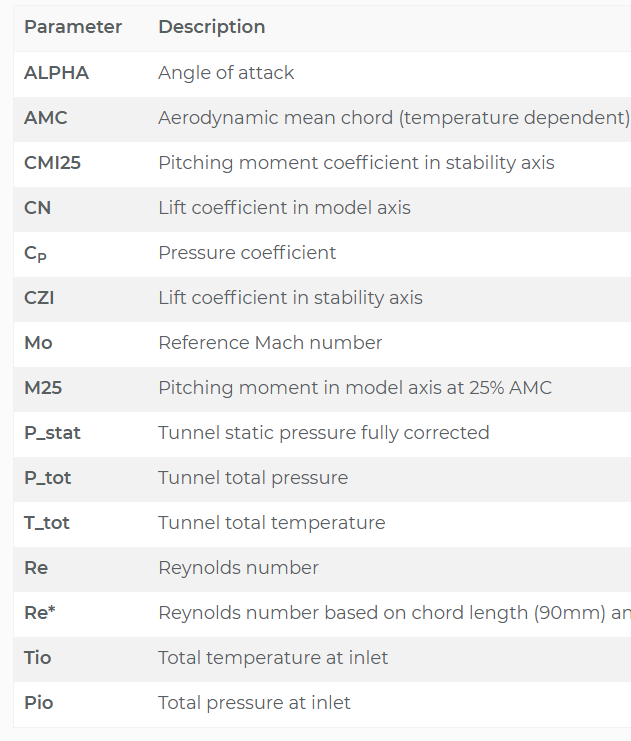 Parameter Description
ALPHA Angle of attack
AMC Aerodynamic mean chord (temperature dependent)
CMI25 Pitching moment coefficient in stability axis
CN Lift coefficient in model axis
CP Pressure coefficient
CZI Lift coefficient in stability axis
Mo Reference Mach number
M25 Pitching moment in model axis at 25% AMC
P_stat Tunnel static pressure fully corrected
P_tot Tunnel total pressure
T_tot Tunnel total temperature
Re Reynolds number
Re* Reynolds number based on chord length (90mm)
Tio Total temperature at inlet
Pio Total pressure at inlet